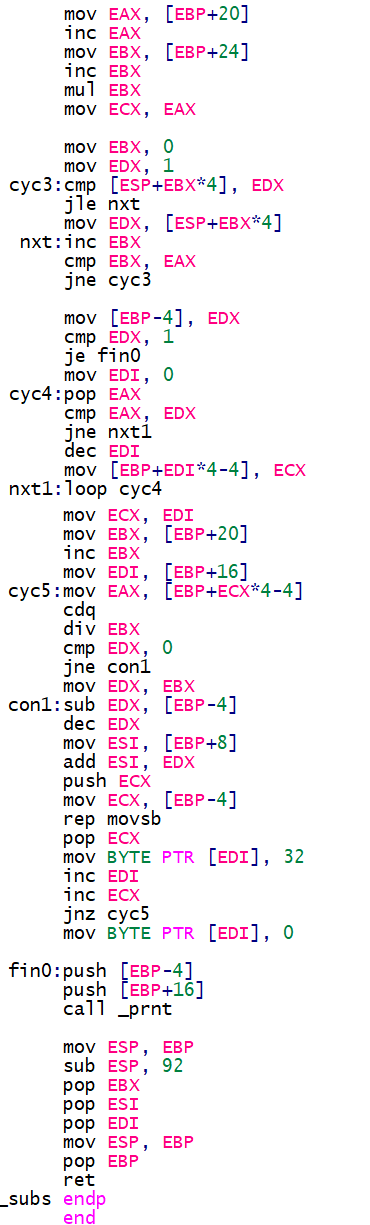 mov EAX, [EBP+20]
inc EAX
mov EBX, [EBP+24]
inc EBX
mul EBX
mov ECX, EAX
mov EBX, 0
mov EDX, 1
cyc3:cmp [ESP+EBX*4], EDX
jle nxt
mov EDX, [ESP+EBX*4]
nxt:inc EBX
cmp EBX, EAX
jne cyc3
mov [EBP-4], EDX
cmp EDX, 1
je fin0
mov EDI, 0
cyc4:pop EAX
cmp EAX, EDX
jne nxt1
dec EDI
mov [EBP+EDI*4-4], ECX
nxt1:loop cyc4
mov ECX, EDI
mov EBX, [EBP+20]
inc EBX
mov EDI, [EBP+16]
cyc5:mov EAX, [EBP+ECX*4-4]
cdq
div EBX
cmp EDX, 0
jne con1
mov EDX, EBX
con1:sub EDX, [EBP-4]
dec EDX
mov ESI, [EBP+8]
add ESI, EDX
push ECX
mov ECX, [EBP-4]
rep movsb
pop ECX
mov BYTE PTR [EDI], 32
inc EDI
inc ECX
jnz cyc5
mov BYTE PTR [EDI], 0
fin0:push [EBP-4]
push [EBP+16]
call _prnt
mov ESP, EBP
sub ESP, 92
pop EBX
pop ESI
pop EDI
mov ESP, EBP
pop EBP
ret
_subs endp
end